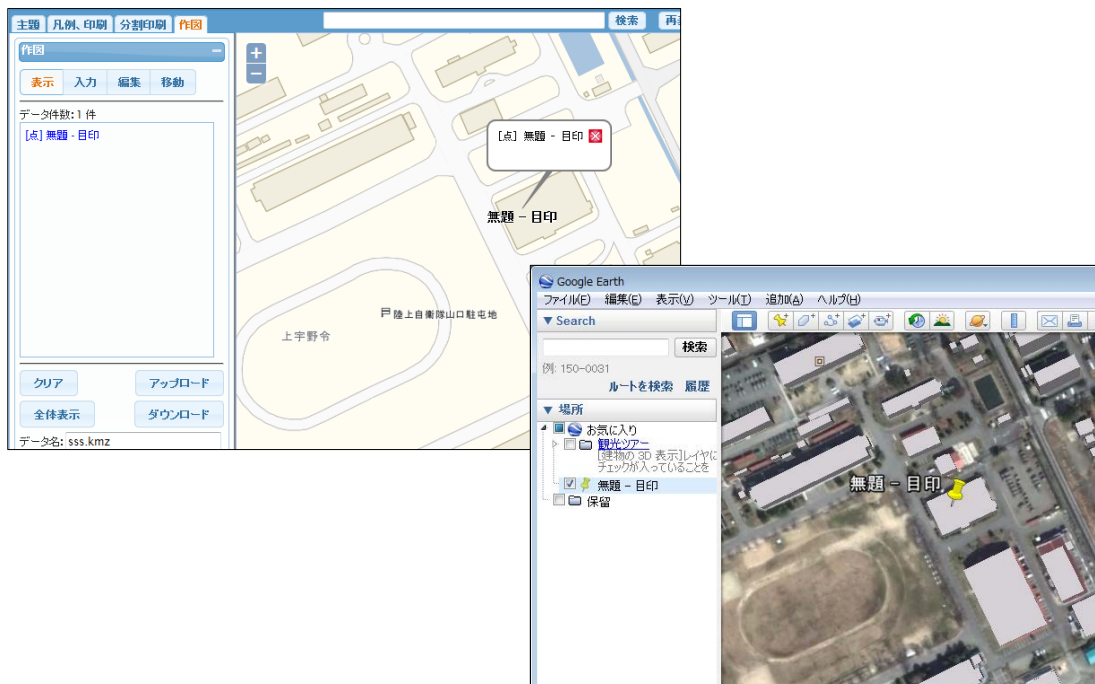 主題 凡例、印刷 分割印刷 作図
検索 再
作図
表示 入力 編集 移動
データ件数:1 件
[点] 無題 - 目印
クリア アップロード
全体表示 ダウンロード
データ名: sss.kmz
[点] 無題 - 目印
無題 - 目印
陸上自衛隊山口駐屯地
上宇野令
Google Earth
ファイル(F) 編集(E) 表示(V) ツール(T) 追加(A) ヘルプ(H)
▼ Search
検索
例: 150-0031
ルートを検索 履歴
▼ 場所
お気に入り
観光ツアー
[建物の 3D 表示]レイヤに
チェックが入っていることを
無題 - 目印
保留
無題 - 目印